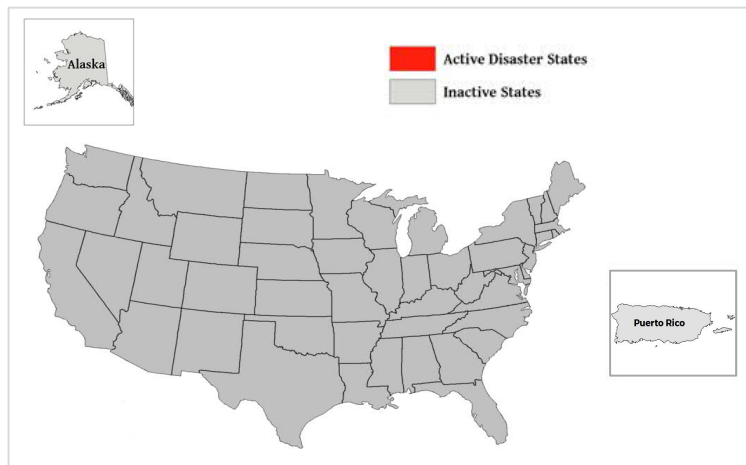 Alaska
Active Disaster States
Inactive States
Puerto Rico